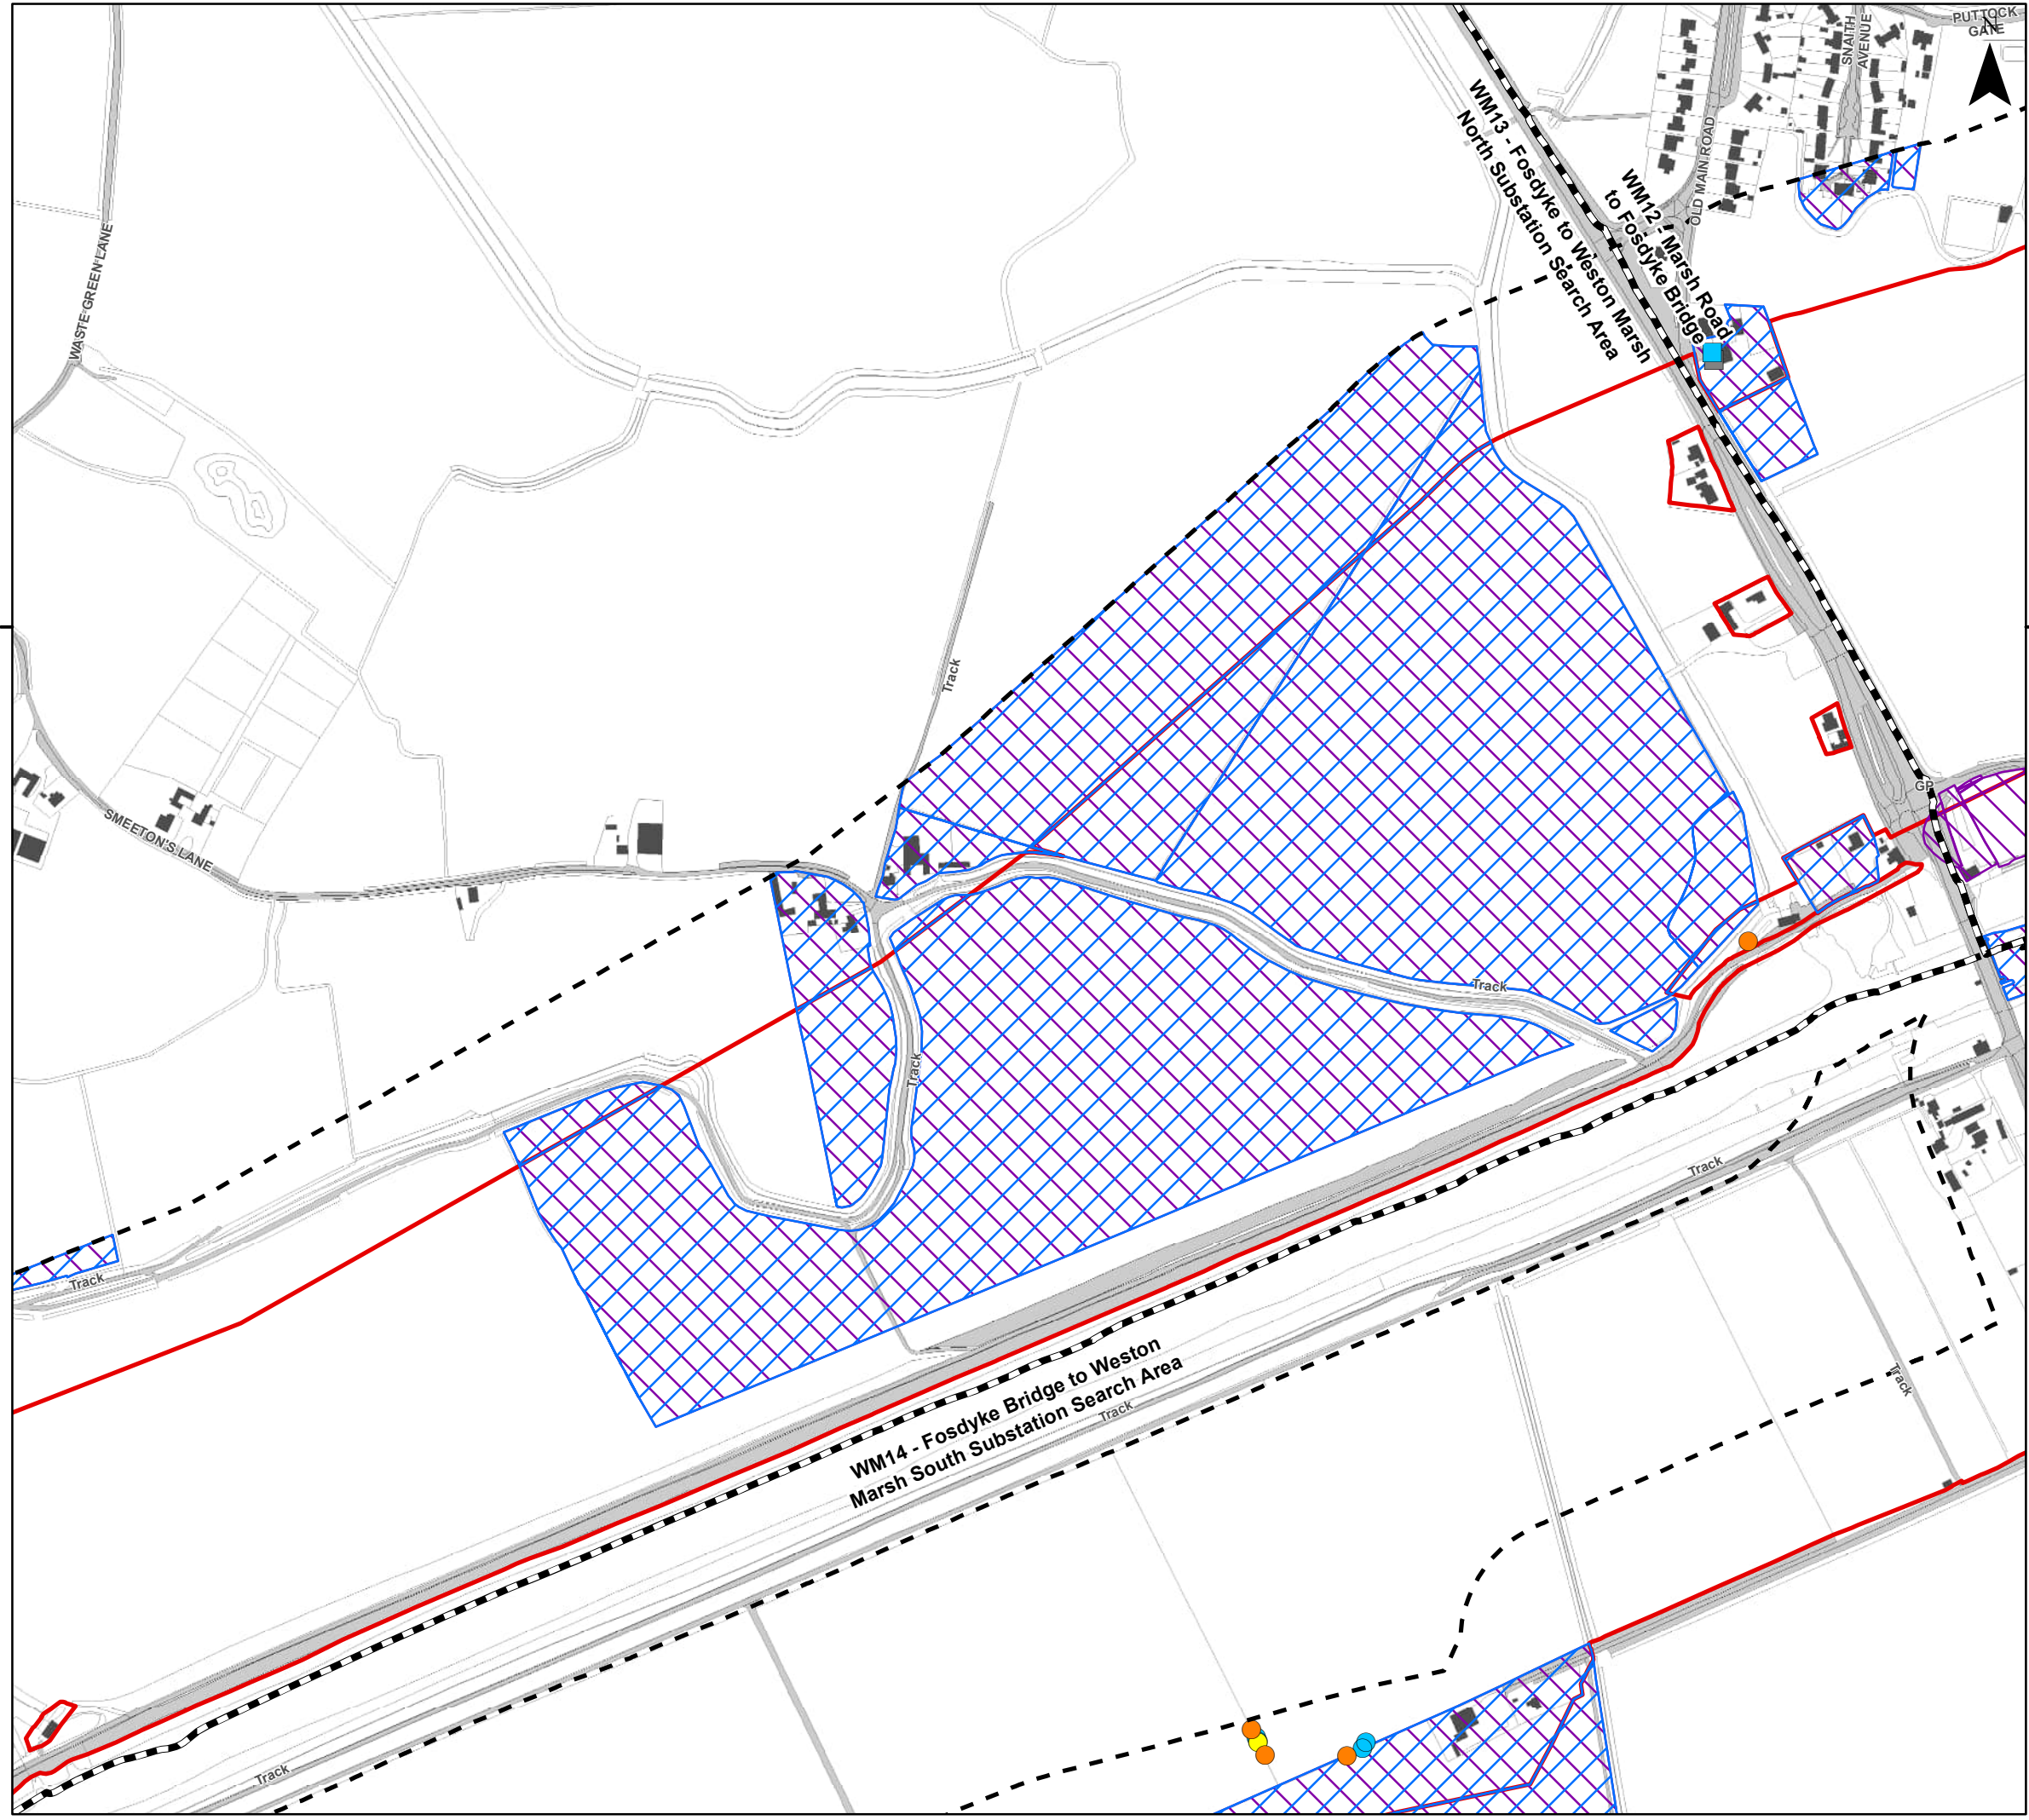 PUTTOCK
GATE
N
SNAITH
AVENUE
OLD MAIN ROAD
WM13 - Fosdyke to Weston Marsh
North Substation Search Area
WM12 - Marsh Road
to Fosdyke Bridge
WASTE GREEN LANE
Track
GP
SMEETON'S LANE
Track
Track
Track
Track
WM14 - Fosdyke Bridge to Weston
Marsh South Substation Search Area
Track
Track
Track